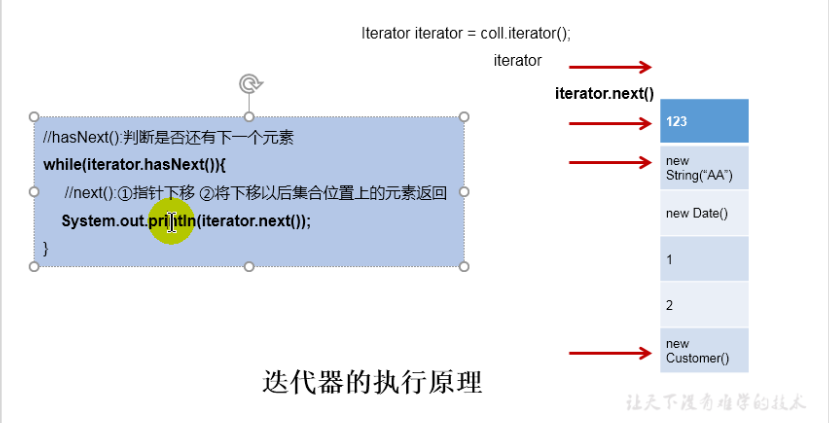 Iterator iterator = coll.iterator();
iterator
iterator.next()
//hasNext():判断是否还有下一个元素
while(iterator.hasNext()){
//next():①指针下移 ②将下移以后集合位置上的元素返回
System.out.println(iterator.next());
}
123
new
String(“AA”)
new Date()
1
2
new
Customer()
迭代器的执行原理
让天下没有难学的技术